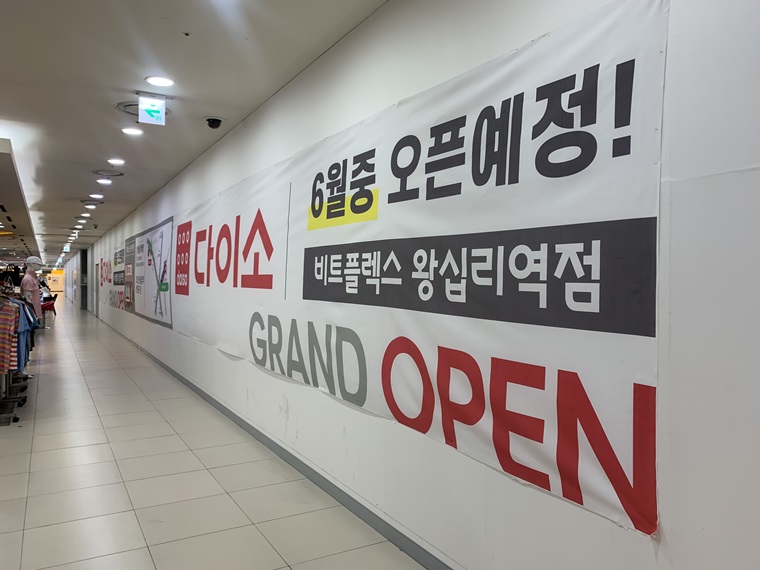 daiso
다이소
6월중 오픈예정!
비트플렉스 왕십리역점
GRAND OPEN